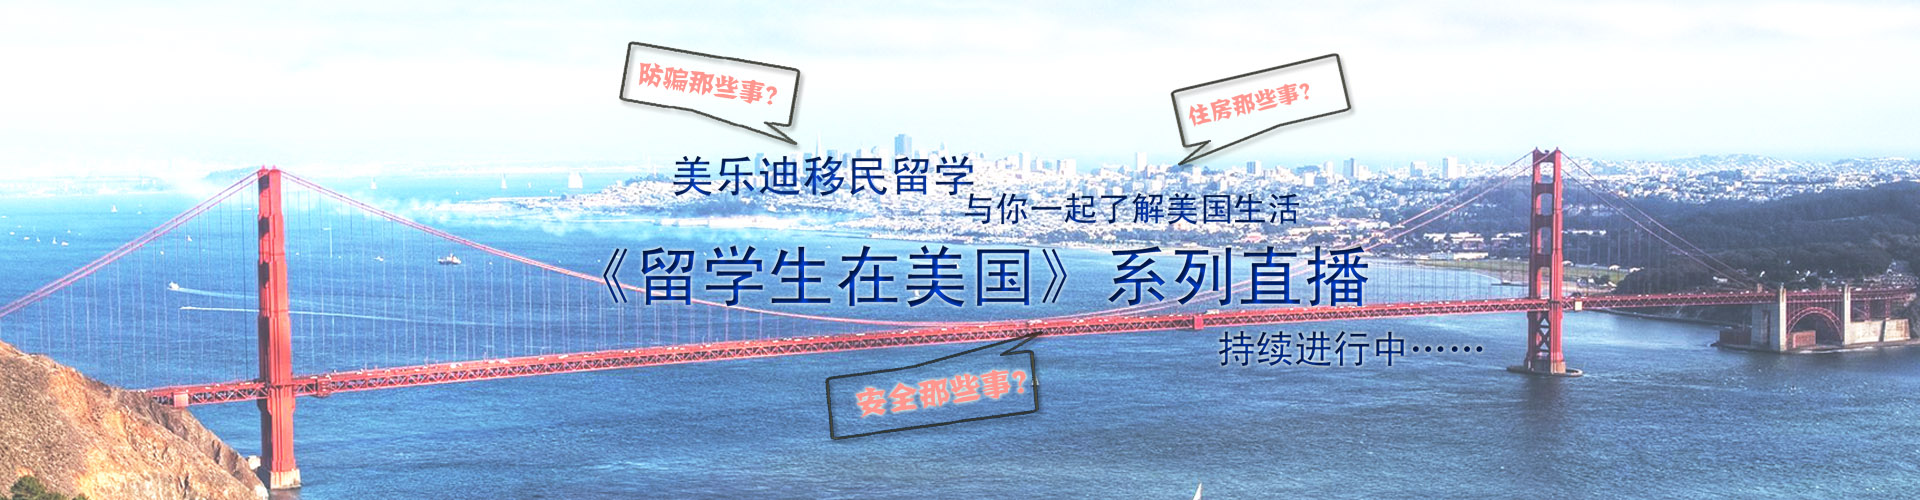 防骗那些事?
住房那些事?
美乐迪移民留学
与你一起了解美国生活
《留学生在美国》系列直播
持续进行中……
安全那些事?